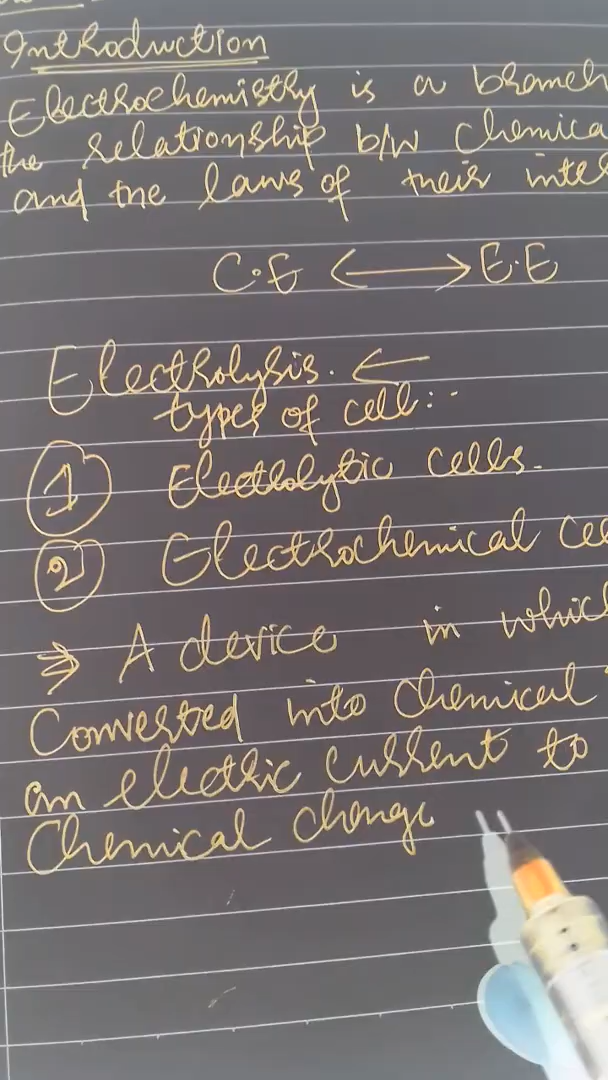 Introduction
Electrochemistry is a branch
the relationship b/w Chemica
and the laws of their inte
C.E <-> E.E
Electrolysis. <-
types of cell:-
1 Electrolytic cells.
2 Electrochemical ce
⇒ A device in which
Converted into Chemical
an electric current to
Chemical change